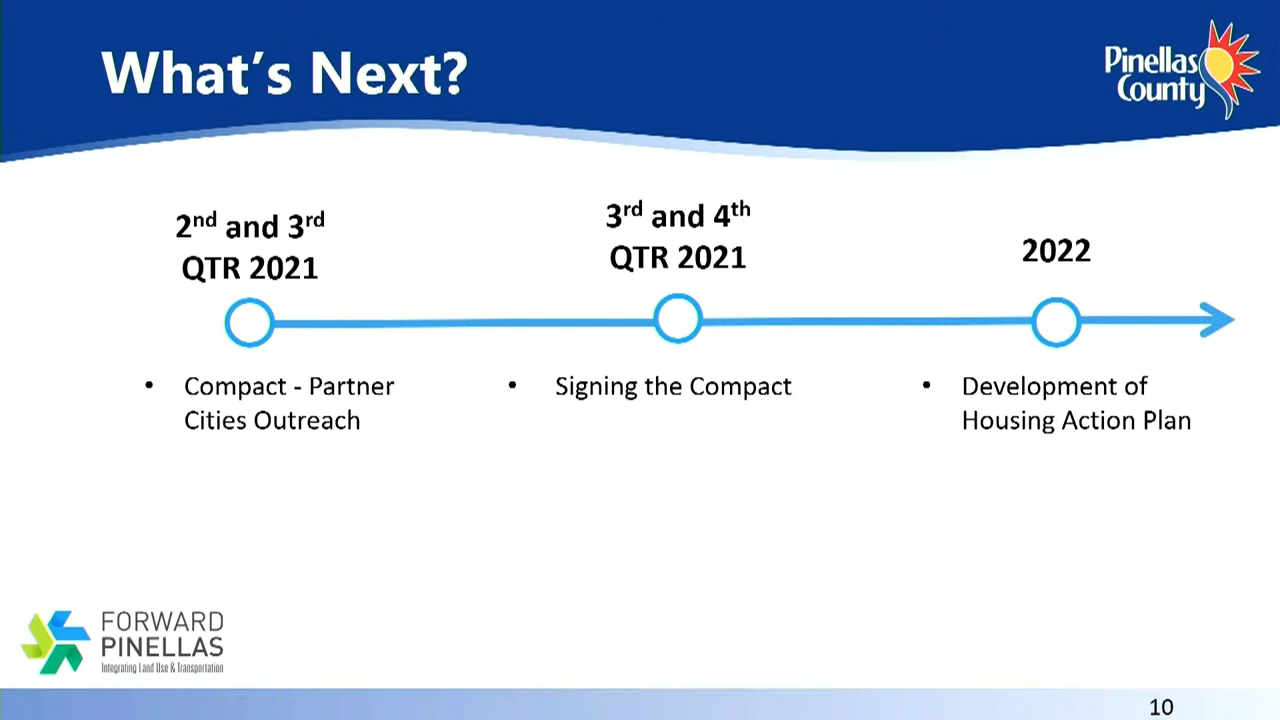 What's Next?
Pinellas
County
2nd and 3rd
QTR 2021
3rd and 4th
QTR 2021
2022
• Compact - Partner
Cities Outreach
• Signing the Compact
• Development of
Housing Action Plan
FORWARD
PINELLAS
Integrating Land Use & Transportation
10